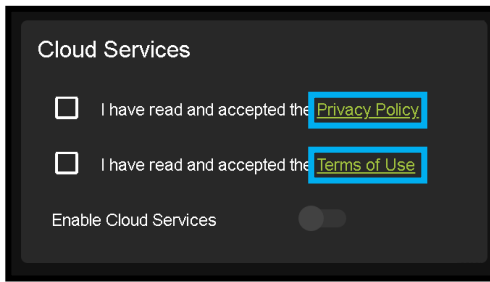 Cloud Services
I have read and accepted the Privacy Policy
I have read and accepted the Terms of Use
Enable Cloud Services